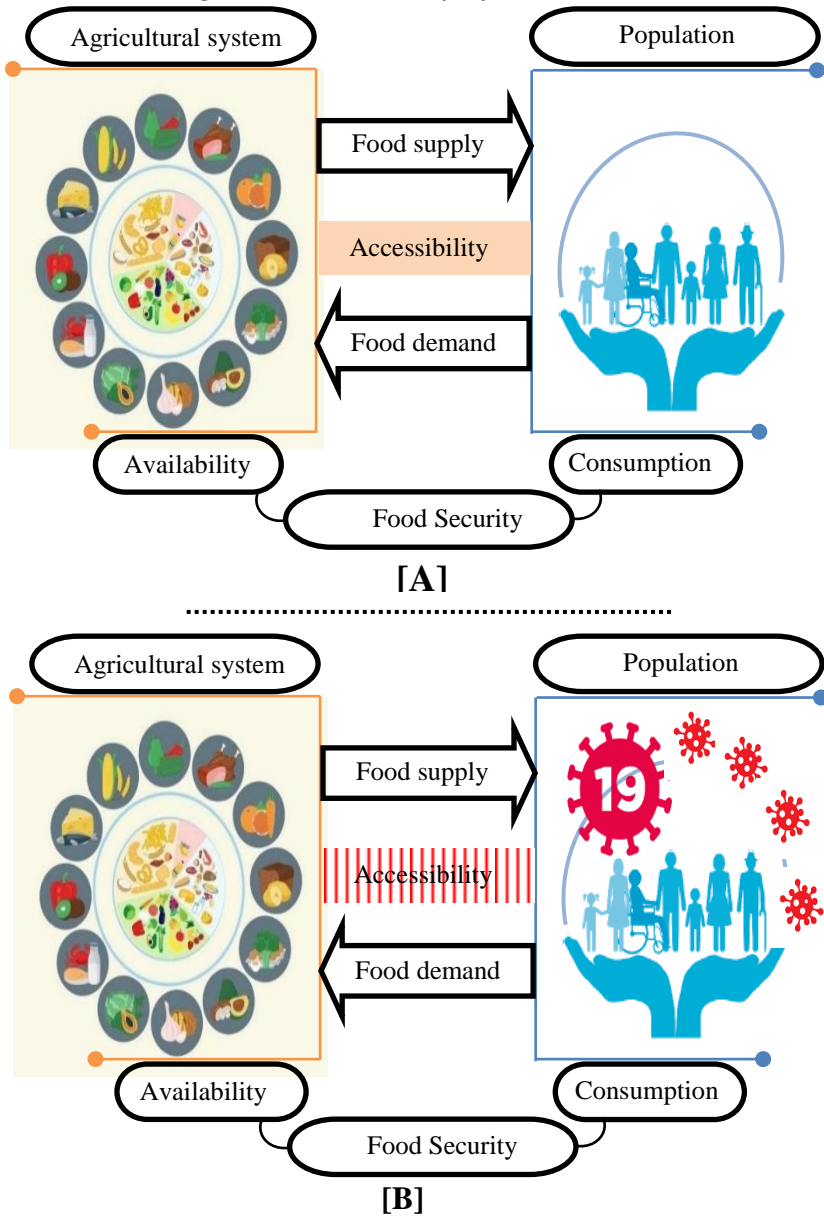 Agricultural system
Population
Food supply
Accessibility
Food demand
Availability
Consumption
Food Security
[A]
Agricultural system
Population
19
Food supply
Accessibility
Food demand
Availability
Consumption
Food Security
[B]